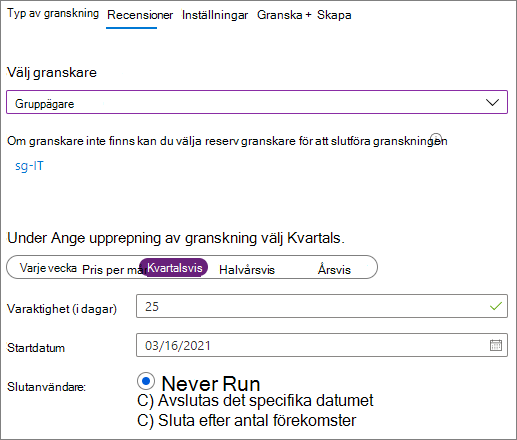 Typ av granskning Recensioner Inställningar Granska + Skapa
Välj granskare
Gruppägare
Om granskare inte finns kan du välja reserv granskare för att slutföra granskningen
sg-IT
Under Ange upprepning av granskning välj Kvartals.
Varje vecka Pris per mån Kvartalsvis Halvårsvis Årsvis
Varaktighet (i dagar) 25
Startdatum 03/16/2021
Slutanvändare: Never Run
C) Avslutas det specifika datumet
C) Sluta efter antal förekomster